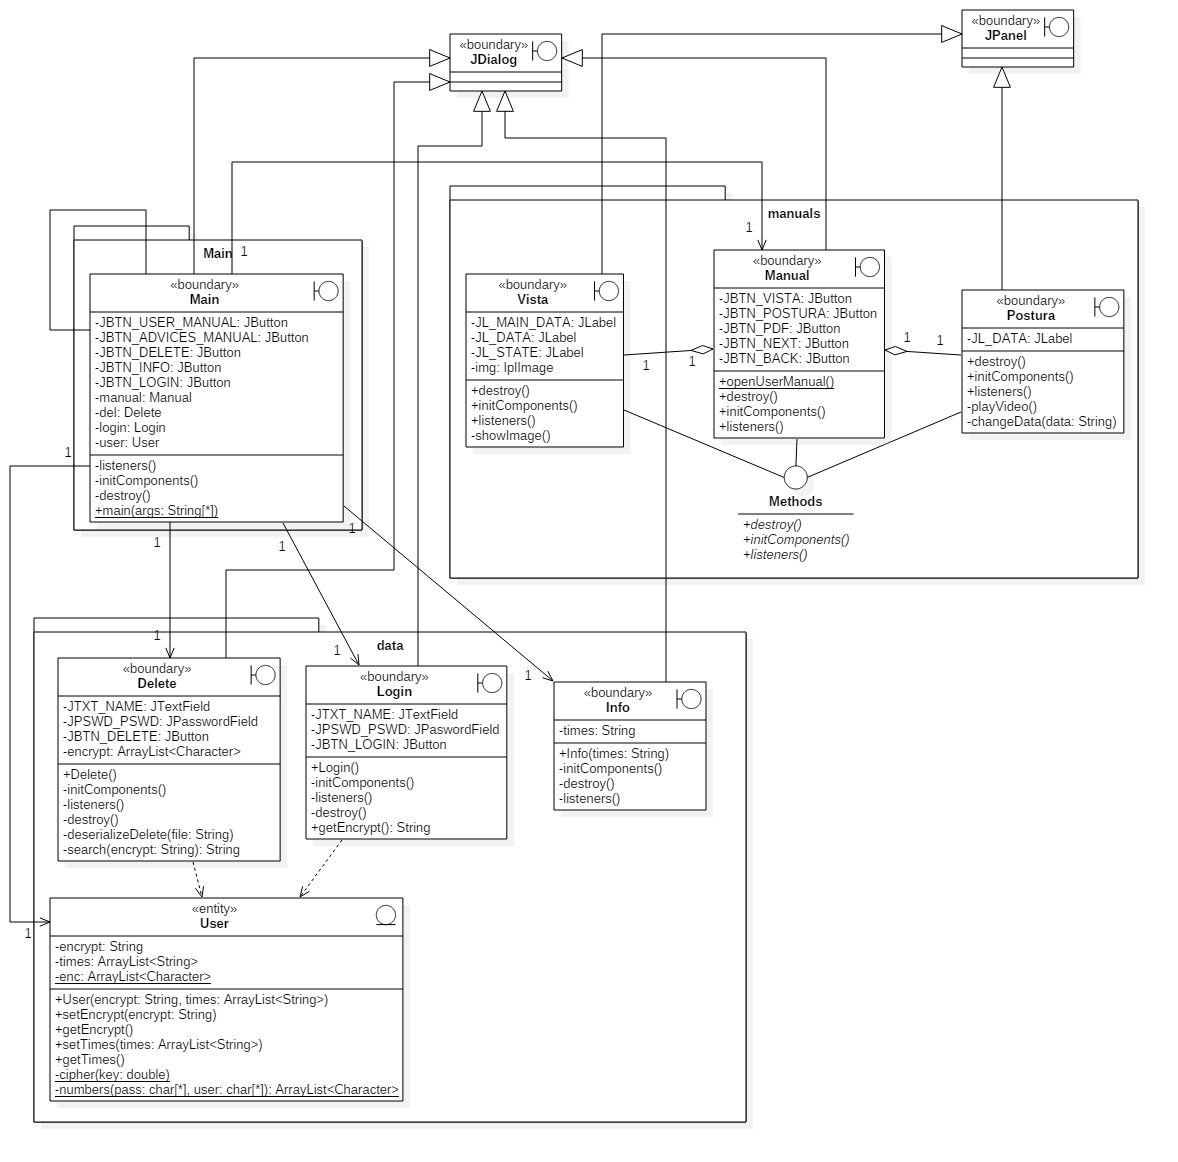 «boundary»
JDialog
«boundary»
JPanel
manuals
1
Main
1
«boundary»
Main
-JBTN_USER_MANUAL: JButton
-JBTN_ADVICES_MANUAL: JButton
-JBTN_DELETE: JButton
-JBTN_INFO: JButton
-JBTN_LOGIN: JButton
-manual: Manual
-del: Delete
-login: Login
-user: User
-listeners()
-initComponents()
-destroy()
+main(args: String[*])
«boundary»
Vista
-JL_MAIN_DATA: JLabel
-JL_DATA: JLabel
-JL_STATE: JLabel
-img: IplImage
+destroy()
+initComponents()
+listeners()
-showImage()
«boundary»
Manual
-JBTN_VISTA: JButton
-JBTN_POSTURA: JButton
-JBTN_PDF: JButton
-JBTN_NEXT: JButton
-JBTN_BACK: JButton
+openUserManual()
+destroy()
+initComponents()
+listeners()
«boundary»
Postura
-JL_DATA: JLabel
+destroy()
+initComponents()
+listeners()
-playVideo()
-changeData(data: String)
1
1
1
1
Methods
+destroy()
+initComponents()
+listeners()
1
1
1
1
1
1
1
data
«boundary»
Delete
-JTXT_NAME: JTextField
-JPSWD_PSWD: JPasswordField
-JBTN_DELETE: JButton
-encrypt: ArrayList<Character>
+Delete()
-initComponents()
-listeners()
-destroy()
-deserializeDelete(file: String)
-search(encrypt: String): String
«boundary»
Login
-JTXT_NAME: JTextField
-JPSWD_PSWD: JPaswordField
-JBTN_LOGIN: JButton
+Login()
-initComponents()
-listeners()
-destroy()
+getEncrypt(): String
«boundary»
Info
-times: String
+Info(times: String)
-initComponents()
-destroy()
-listeners()
1
«entity»
User
-encrypt: String
-times: ArrayList<String>
-enc: ArrayList<Character>
+User(encrypt: String, times: ArrayList<String>)
+setEncrypt(encrypt: String)
+getEncrypt()
+setTimes(times: ArrayList<String>)
+getTimes()
-cipher(key: double)
-numbers(pass: char[*], user: char[*]): ArrayList<Character>